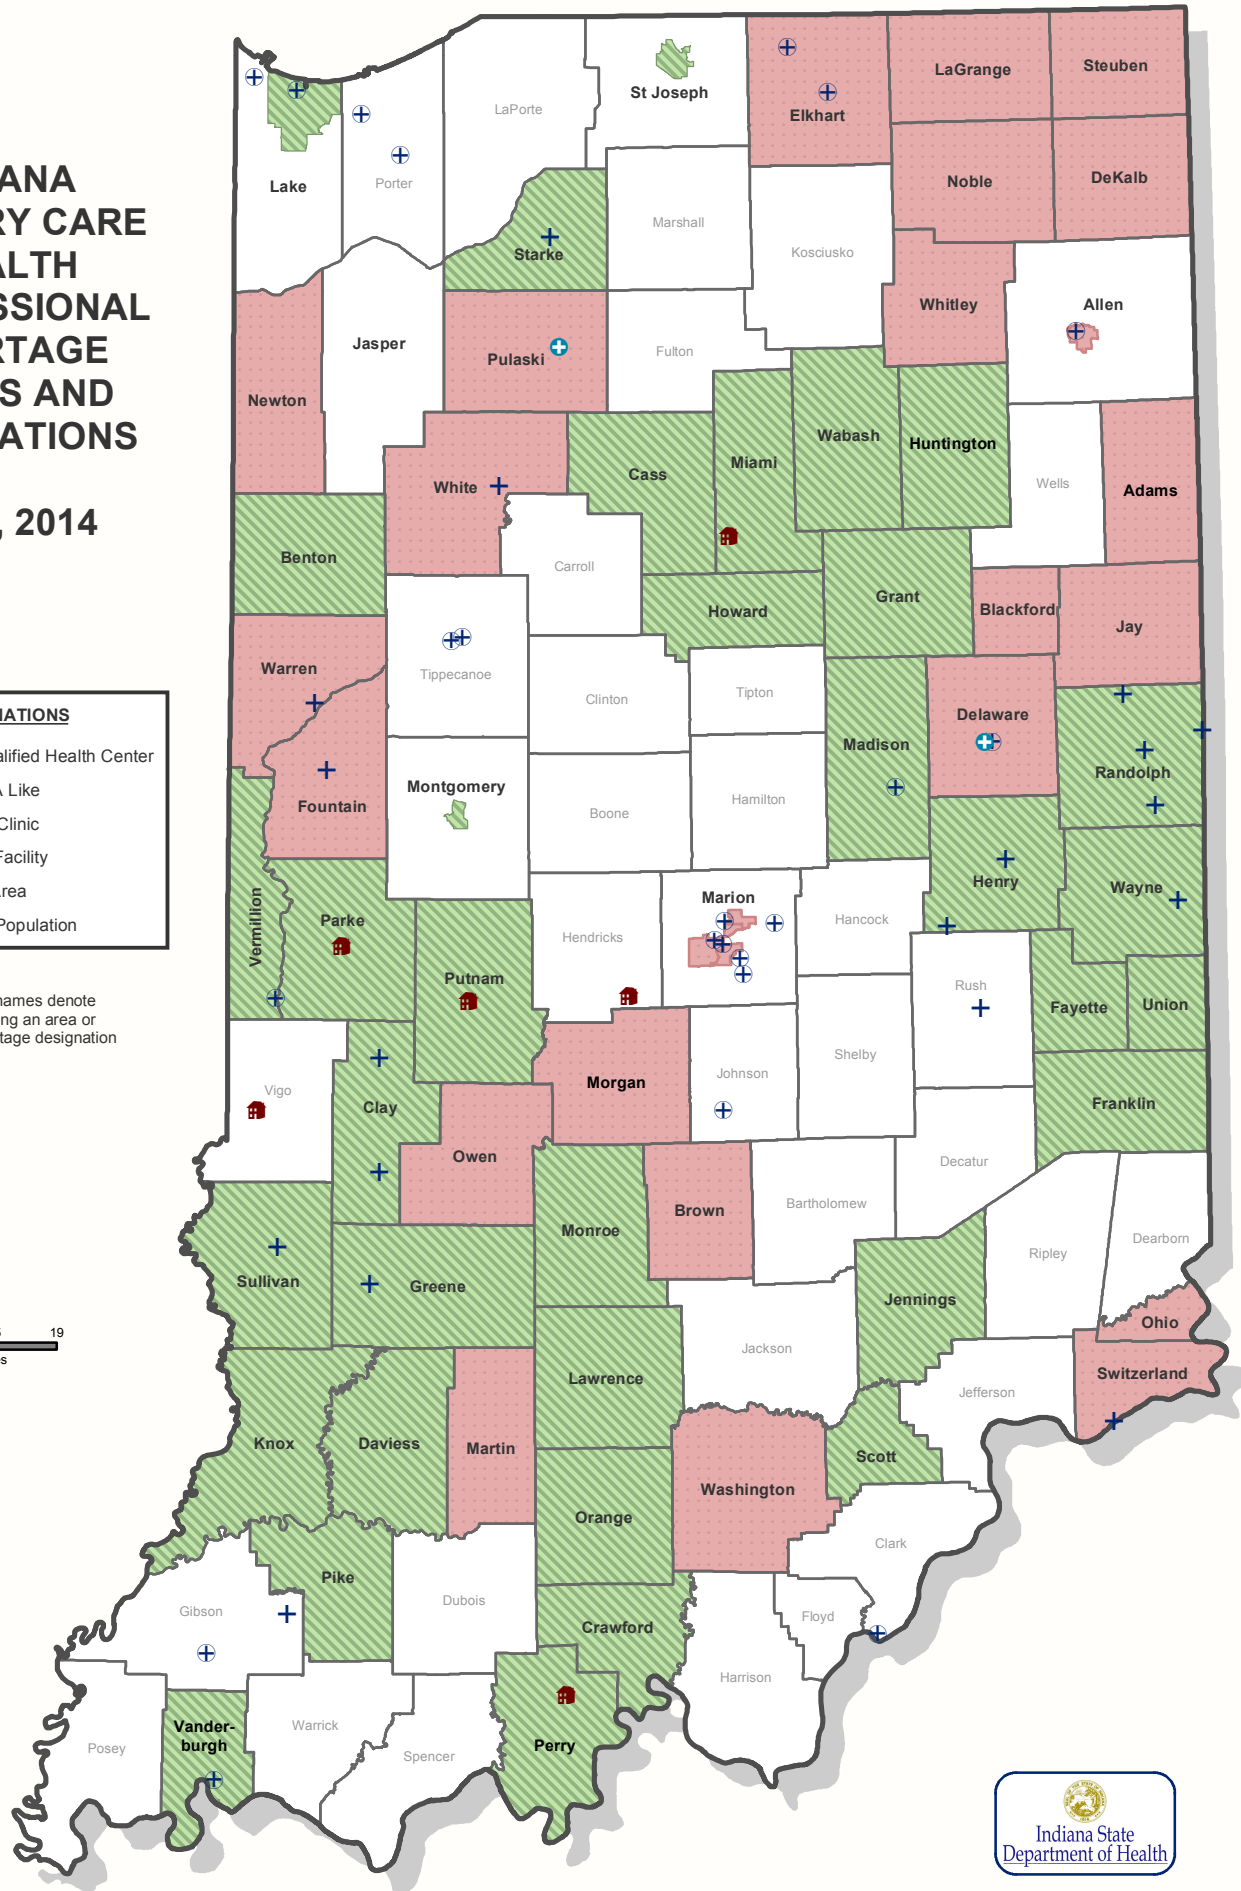 ANA
RY CARE
ALTH
SSIONAL
RTAGE
S AND
ATIONS
, 2014
NATIONS
alified Health Center
A Like
Clinic
Facility
rea
Population
names denote
ng an area or
tage designation
19
es
LaPorte
St Joseph
Elkhart
LaGrange
Steuben
Lake
Porter
Noble
DeKalb
Starke
Marshall
Kosciusko
Whitley
Allen
Newton
Jasper
Pulaski
Fulton
White
Cass
Miami
Wabash
Huntington
Wells
Adams
Benton
Carroll
Howard
Grant
Blackford
Jay
Warren
Tippecanoe
Clinton
Tipton
Madison
Delaware
Randolph
Fountain
Montgomery
Boone
Hamilton
Henry
Wayne
Vermillion
Parke
Putnam
Hendricks
Marion
Hancock
Rush
Fayette
Union
Vigo
Clay
Owen
Morgan
Johnson
Shelby
Franklin
Decatur
Sullivan
Greene
Monroe
Brown
Bartholomew
Jennings
Ripley
Dearborn
Ohio
Switzerland
Knox
Daviess
Martin
Lawrence
Jackson
Jefferson
Scott
Washington
Orange
Clark
Gibson
Pike
Dubois
Crawford
Floyd
Harrison
Posey
Vander-
burgh
Warrick
Spencer
Perry
Indiana State
Department of Health